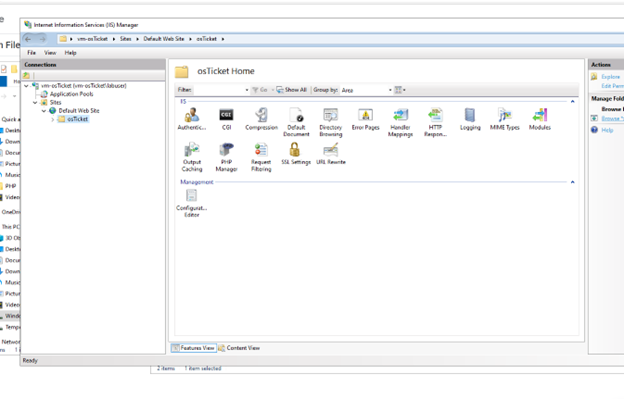 Internet Information Services (IIS) Manager
vm-osTicket ▸ Sites ▸ Default Web Site ▸ osTicket ▸
File View Help
Connections
vm-osTicket (vm-osTicket\labuser)
Application Pools
Sites
Default Web Site
osTicket
osTicket Home
Filter: Go Show All Group by: Area
IIS
Authentic... CGI Compression Default Document Directory Browsing Error Pages Handler Mappings HTTP Respon... Logging MIME Types Modules
Output Caching PHP Manager Request Filtering SSL Settings URL Rewrite
Management
Configurat... Editor
Features View Content View
Ready
Actions
Explore
Edit Perm
Manage Fold
Browse
Help
n File
Quick a
Deskto
Down
Docu
Pictur
Music
PHP
Video
OneDr
This PC
3D Ob
Deskt
Docu
Down
Music
Pictur
Video
Wind
Temp
Networ
2 items 1 item selected